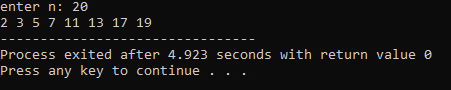 enter n: 20
2 3 5 7 11 13 17 19
--------------------------------
Process exited after 4.923 seconds with return value 0
Press any key to continue . . .